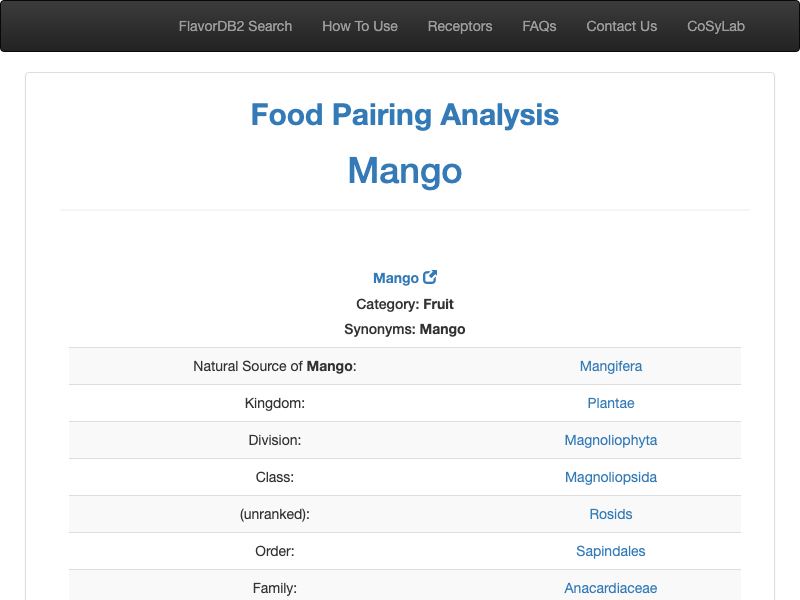 FlavorDB2 Search How To Use Receptors FAQs Contact Us CoSyLab
Food Pairing Analysis
Mango
Mango
Category: Fruit
Synonyms: Mango
Natural Source of Mango: Mangifera
Kingdom: Plantae
Division: Magnoliophyta
Class: Magnoliopsida
(unranked): Rosids
Order: Sapindales
Family: Anacardiaceae